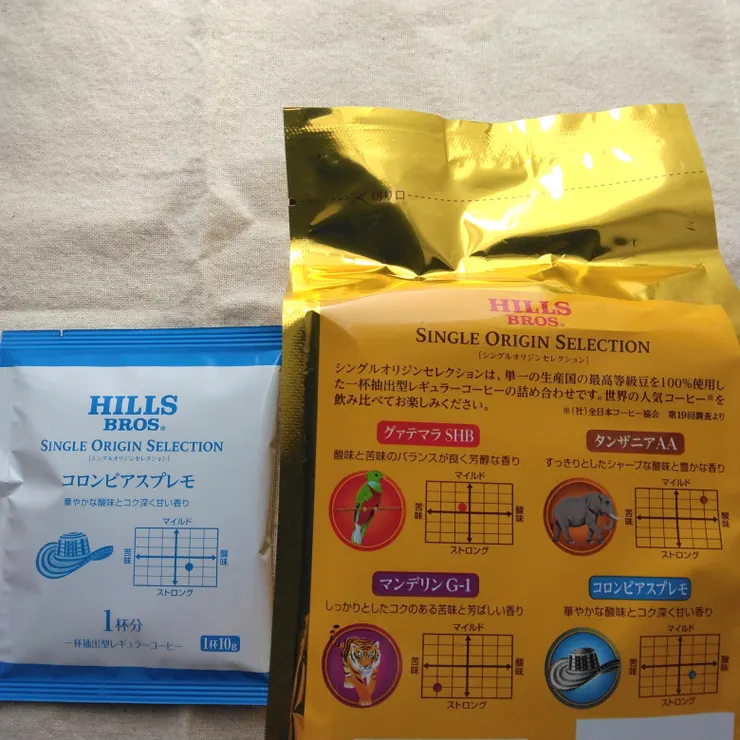 HILLS
BROS®
SINGLE ORIGIN SELECTION
[シングルオリジンセレクション]
コロンビアスプレモ
華やかな酸味とコク深く甘い香り
マイルド
苦味
酸味
ストロング
1杯分
一杯抽出型レギュラーコーヒー
1杯10g
<切り口
HILLS
BROS®
SINGLE ORIGIN SELECTION
[シングルオリジンセレクション]
シングルオリジンセレクションは、単一の生産国の最高等級豆を100%使用し
た一杯抽出型レギュラーコーヒーの詰め合わせです。世界の人気コーヒー※を
飲み比べてお楽しみください。
※(社)全日本コーヒー協会 第19回調査より
グァテマラ SHB
酸味と苦味のバランスが良く芳醇な香り
マイルド
苦味
酸味
ストロング
タンザニアAA
すっきりとしたシャープな酸味と豊かな香り
マイルド
苦味
酸味
ストロング
マンデリン G-1
しっかりとしたコクのある苦味と芳ばしい香り
マイルド
苦味
酸味
ストロング
コロンビアスプレモ
華やかな酸味とコク深く甘い香り
マイルド
苦味
酸味
ストロング